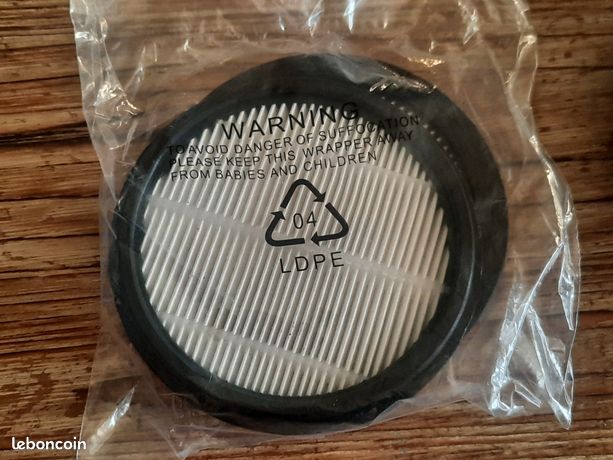 WARNING
TO AVOID DANGER OF SUFFOCATION
PLEASE KEEP THIS WRAPPER AWAY
FROM BABIES AND CHILDREN
04
LDPE
leboncoin